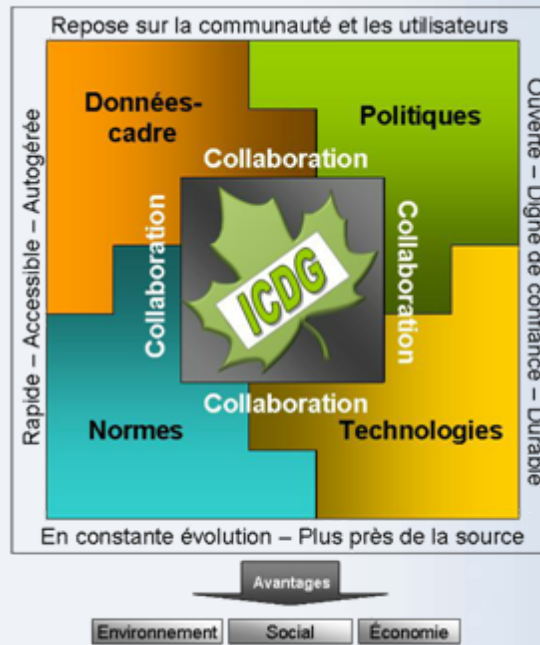 Repose sur la communauté et les utilisateurs
Données-
cadre
Politiques
Collaboration
Rapide – Accessible – Autogérée
Collaboration
ICDG
Collaboration
Ouverte – Digne de confiance – Durable
Collaboration
Normes
Technologies
En constante évolution – Plus près de la source
Avantages
Environnement
Social
Économie